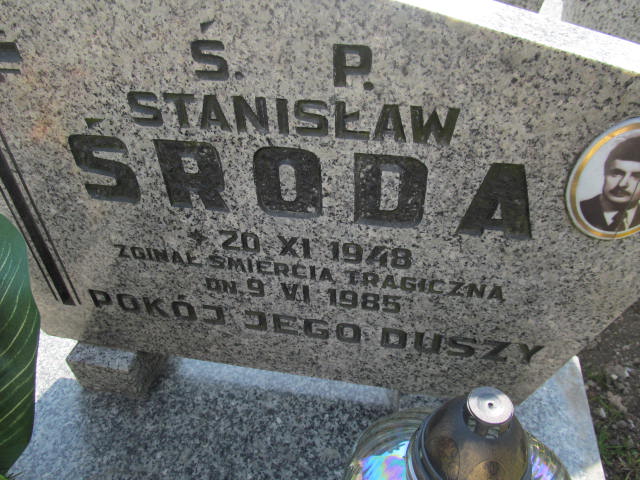 Ś. P.
STANISŁAW
ŚRODA
* 20 XI 1948
ZGINĄŁ ŚMIERCIĄ TRAGICZNĄ
DN. 9 VI 1985
POKÓJ JEGO DUSZY